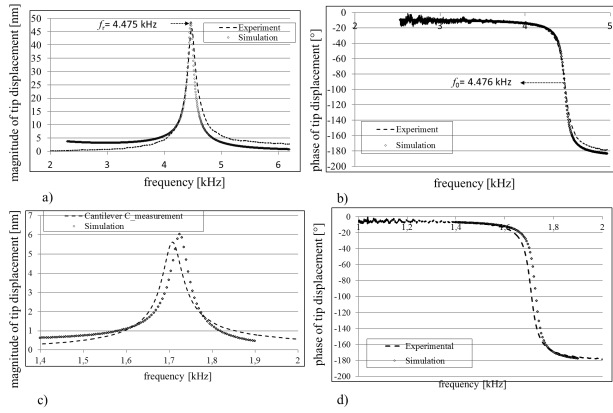 magnitude of tip displacement [nm]
50
45
40
35
30
25
20
15
10
5
0
2
3
4
5
6
frequency [kHz]
fr= 4.475 kHz
Experiment
Simulation
a)
phase of tip displacement [°]
0
-20
-40
-60
-80
-100
-120
-140
-160
-180
-200
2
3
4
5
f0= 4.476 kHz
Experiment
Simulation
frequency [kHz]
b)
magnitude of tip displacement [nm]
7
6
5
4
3
2
1
0
1,4
1,5
1,6
1,7
1,8
1,9
2
Cantilever C_measurement
Simulation
frequency [kHz]
c)
phase of tip displacement [°]
0
-20
-40
-60
-80
-100
-120
-140
-160
-180
-200
1
1,2
1,4
1,6
1,8
2
Experimental
Simulation
frequency [kHz]
d)